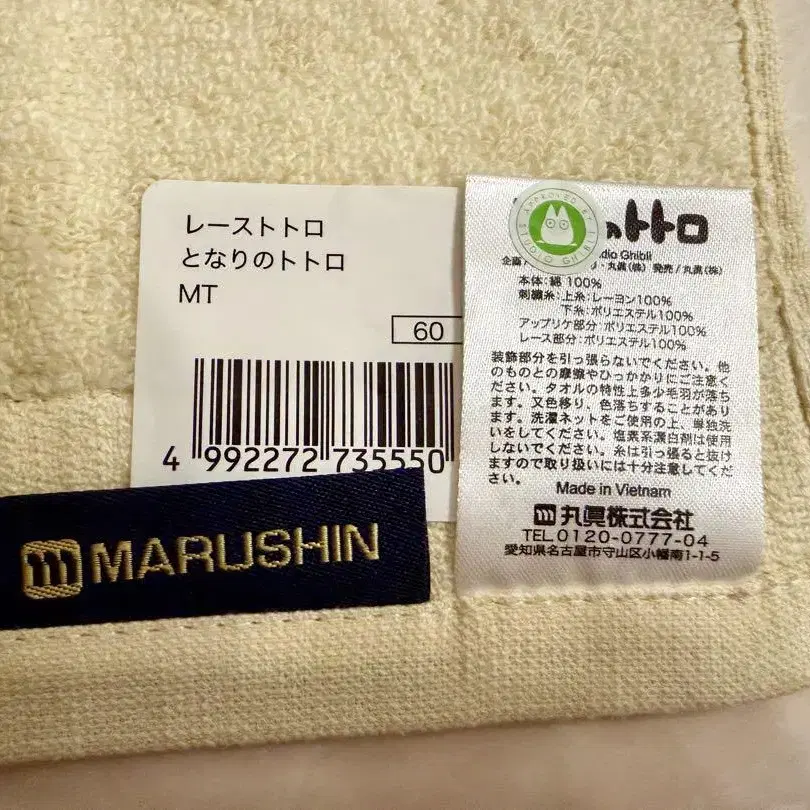 レーストトロ
となりのトトロ
MT
60
4 992272 735550
MARUSHIN
APPROVED BY
STUDIO GHIBLI
のトトロ
dio Ghibli
企画
・丸眞(株) 発売/丸眞(株)
本体:綿 100%
刺繍糸:上糸:レーヨン100%
下糸:ポリエステル100%
アップリケ部分:ポリエステル100%
レース部分:ポリエステル100%
装飾部分を引っ張らないでください。他
のものとの摩擦やひっかかりにご注意く
ださい。タオルの特性上多少毛羽が落ち
ます。又色移り、色落ちすることがあり
ます。洗濯ネットをご使用の上、単独洗
いをしてください。塩素系漂白剤は使用
しないでください。糸は引っ張ると抜け
ますので取り扱いには十分注意してくだ
さい。
Made in Vietnam
丸眞株式会社
TEL.0120-0777-04
愛知県名古屋市守山区小幡南1-1-5